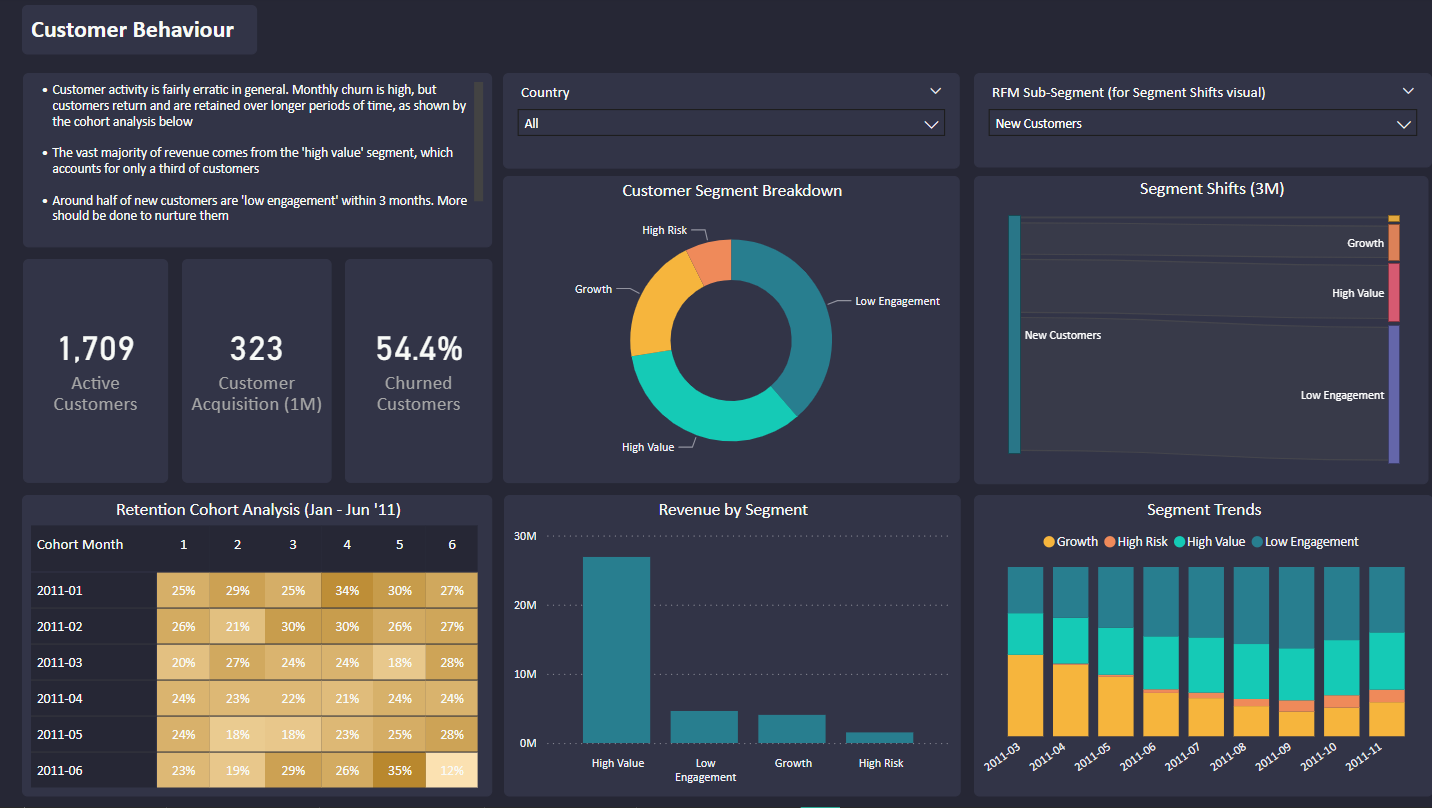 Customer Behaviour
• Customer activity is fairly erratic in general. Monthly churn is high, but
customers return and are retained over longer periods of time, as shown by
the cohort analysis below
• The vast majority of revenue comes from the 'high value' segment, which
accounts for only a third of customers
• Around half of new customers are 'low engagement' within 3 months. More
should be done to nurture them
Country
All
RFM Sub-Segment (for Segment Shifts visual)
New Customers
1,709
Active
Customers
323
Customer
Acquisition (1M)
54.4%
Churned
Customers
Customer Segment Breakdown
High Risk
Growth
Low Engagement
High Value
Segment Shifts (3M)
Growth
High Value
New Customers
Low Engagement
Retention Cohort Analysis (Jan - Jun '11)
Cohort Month 1 2 3 4 5 6
2011-01 25% 29% 25% 34% 30% 27%
2011-02 26% 21% 30% 30% 26% 27%
2011-03 20% 27% 24% 24% 18% 28%
2011-04 24% 23% 22% 21% 24% 24%
2011-05 24% 18% 18% 23% 25% 28%
2011-06 23% 19% 29% 26% 35% 12%
Revenue by Segment
30M
20M
10M
0M
High Value
Low
Engagement
Growth
High Risk
Segment Trends
Growth High Risk High Value Low Engagement
2011-03 2011-04 2011-05 2011-06 2011-07 2011-08 2011-09 2011-10 2011-11